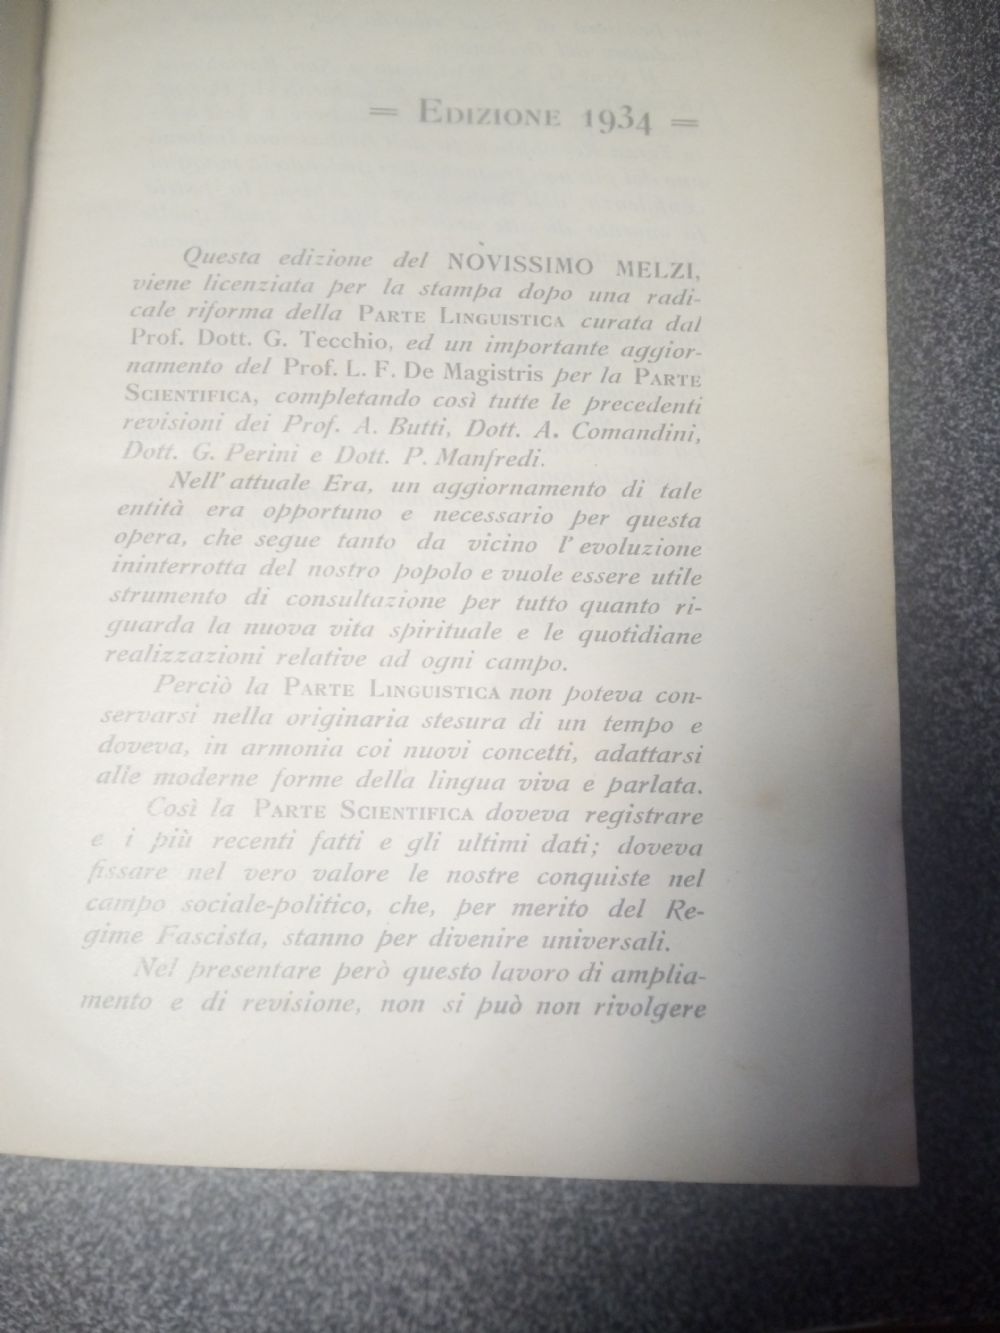 = EDIZIONE 1934 =
Questa edizione del NÒVISSIMO MELZI,
viene licenziata per la stampa dopo una radi-
cale riforma della PARTE LINGUISTICA curata dal
Prof. Dott. G. Tecchio, ed un importante aggior-
namento del Prof. L. F. De Magistris per la PARTE
SCIENTIFICA, completando così tutte le precedenti
revisioni dei Prof. A. Butti, Dott. A. Comandini,
Dott. G. Perini e Dott. P. Manfredi.
Nell'attuale Era, un aggiornamento di tale
entità era opportuno e necessario per questa
opera, che segue tanto da vicino l'evoluzione
ininterrotta del nostro popolo e vuole essere utile
strumento di consultazione per tutto quanto ri-
guarda la nuova vita spirituale e le quotidiane
realizzazioni relative ad ogni campo.
Perciò la PARTE LINGUISTICA non poteva con-
servarsi nella originaria stesura di un tempo e
doveva, in armonia coi nuovi concetti, adattarsi
alle moderne forme della lingua viva e parlata.
Così la PARTE SCIENTIFICA doveva registrare
e i più recenti fatti e gli ultimi dati; doveva
fissare nel vero valore le nostre conquiste nel
campo sociale-politico, che, per merito del Re-
gime Fascista, stanno per divenire universali.
Nel presentare però questo lavoro di amplia-
mento e di revisione, non si può non rivolgere